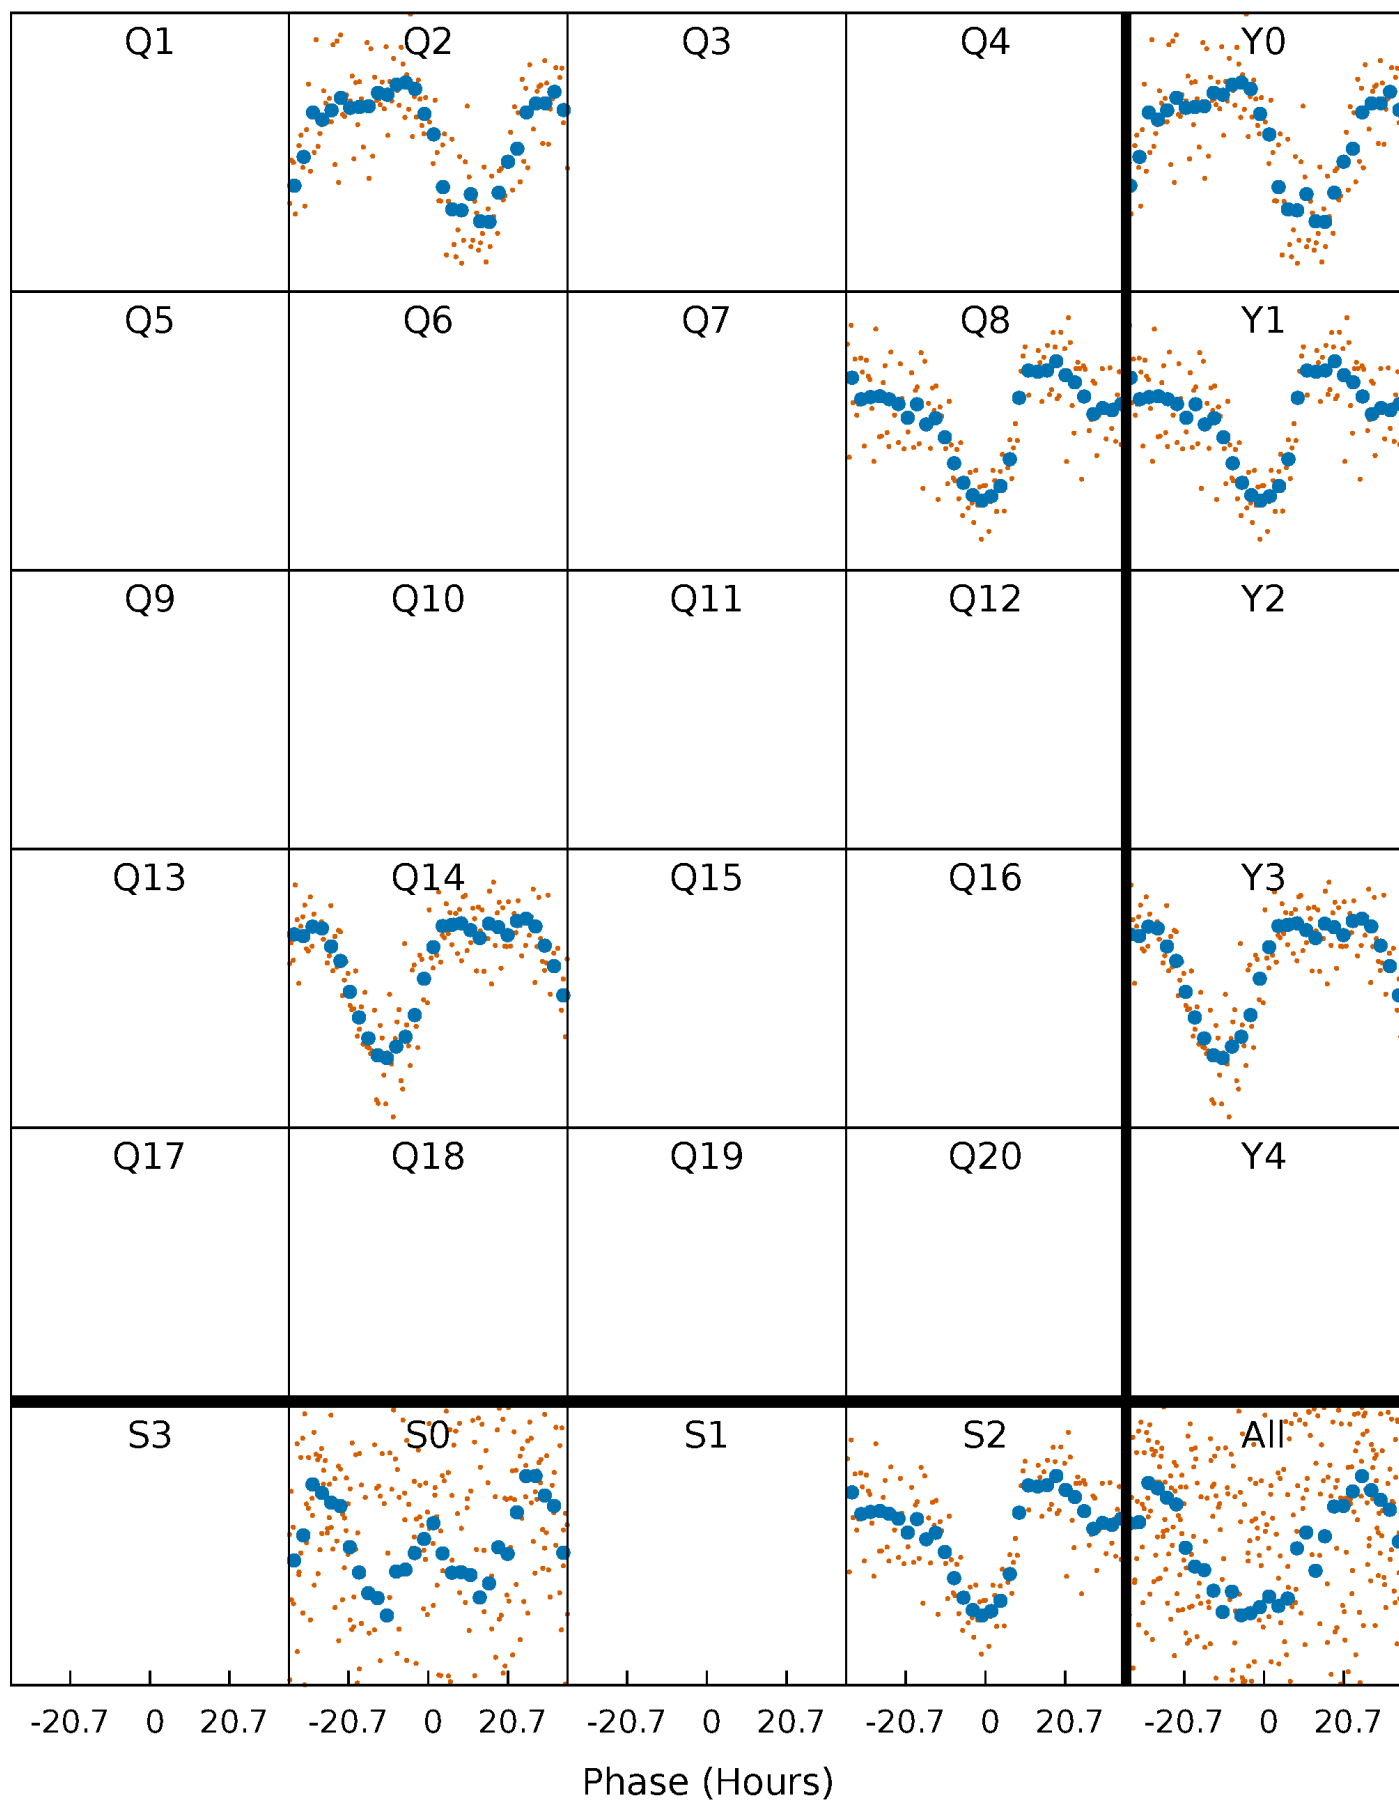 Q1 Q2 Q3 Q4 Y0
Q5 Q6 Q7 Q8 Y1
Q9 Q10 Q11 Q12 Y2
Q13 Q14 Q15 Q16 Y3
Q17 Q18 Q19 Q20 Y4
S3 S0 S1 S2 All
-20.7 0 20.7 -20.7 0 20.7 -20.7 0 20.7 -20.7 0 20.7 -20.7 0 20.7
Phase (Hours)